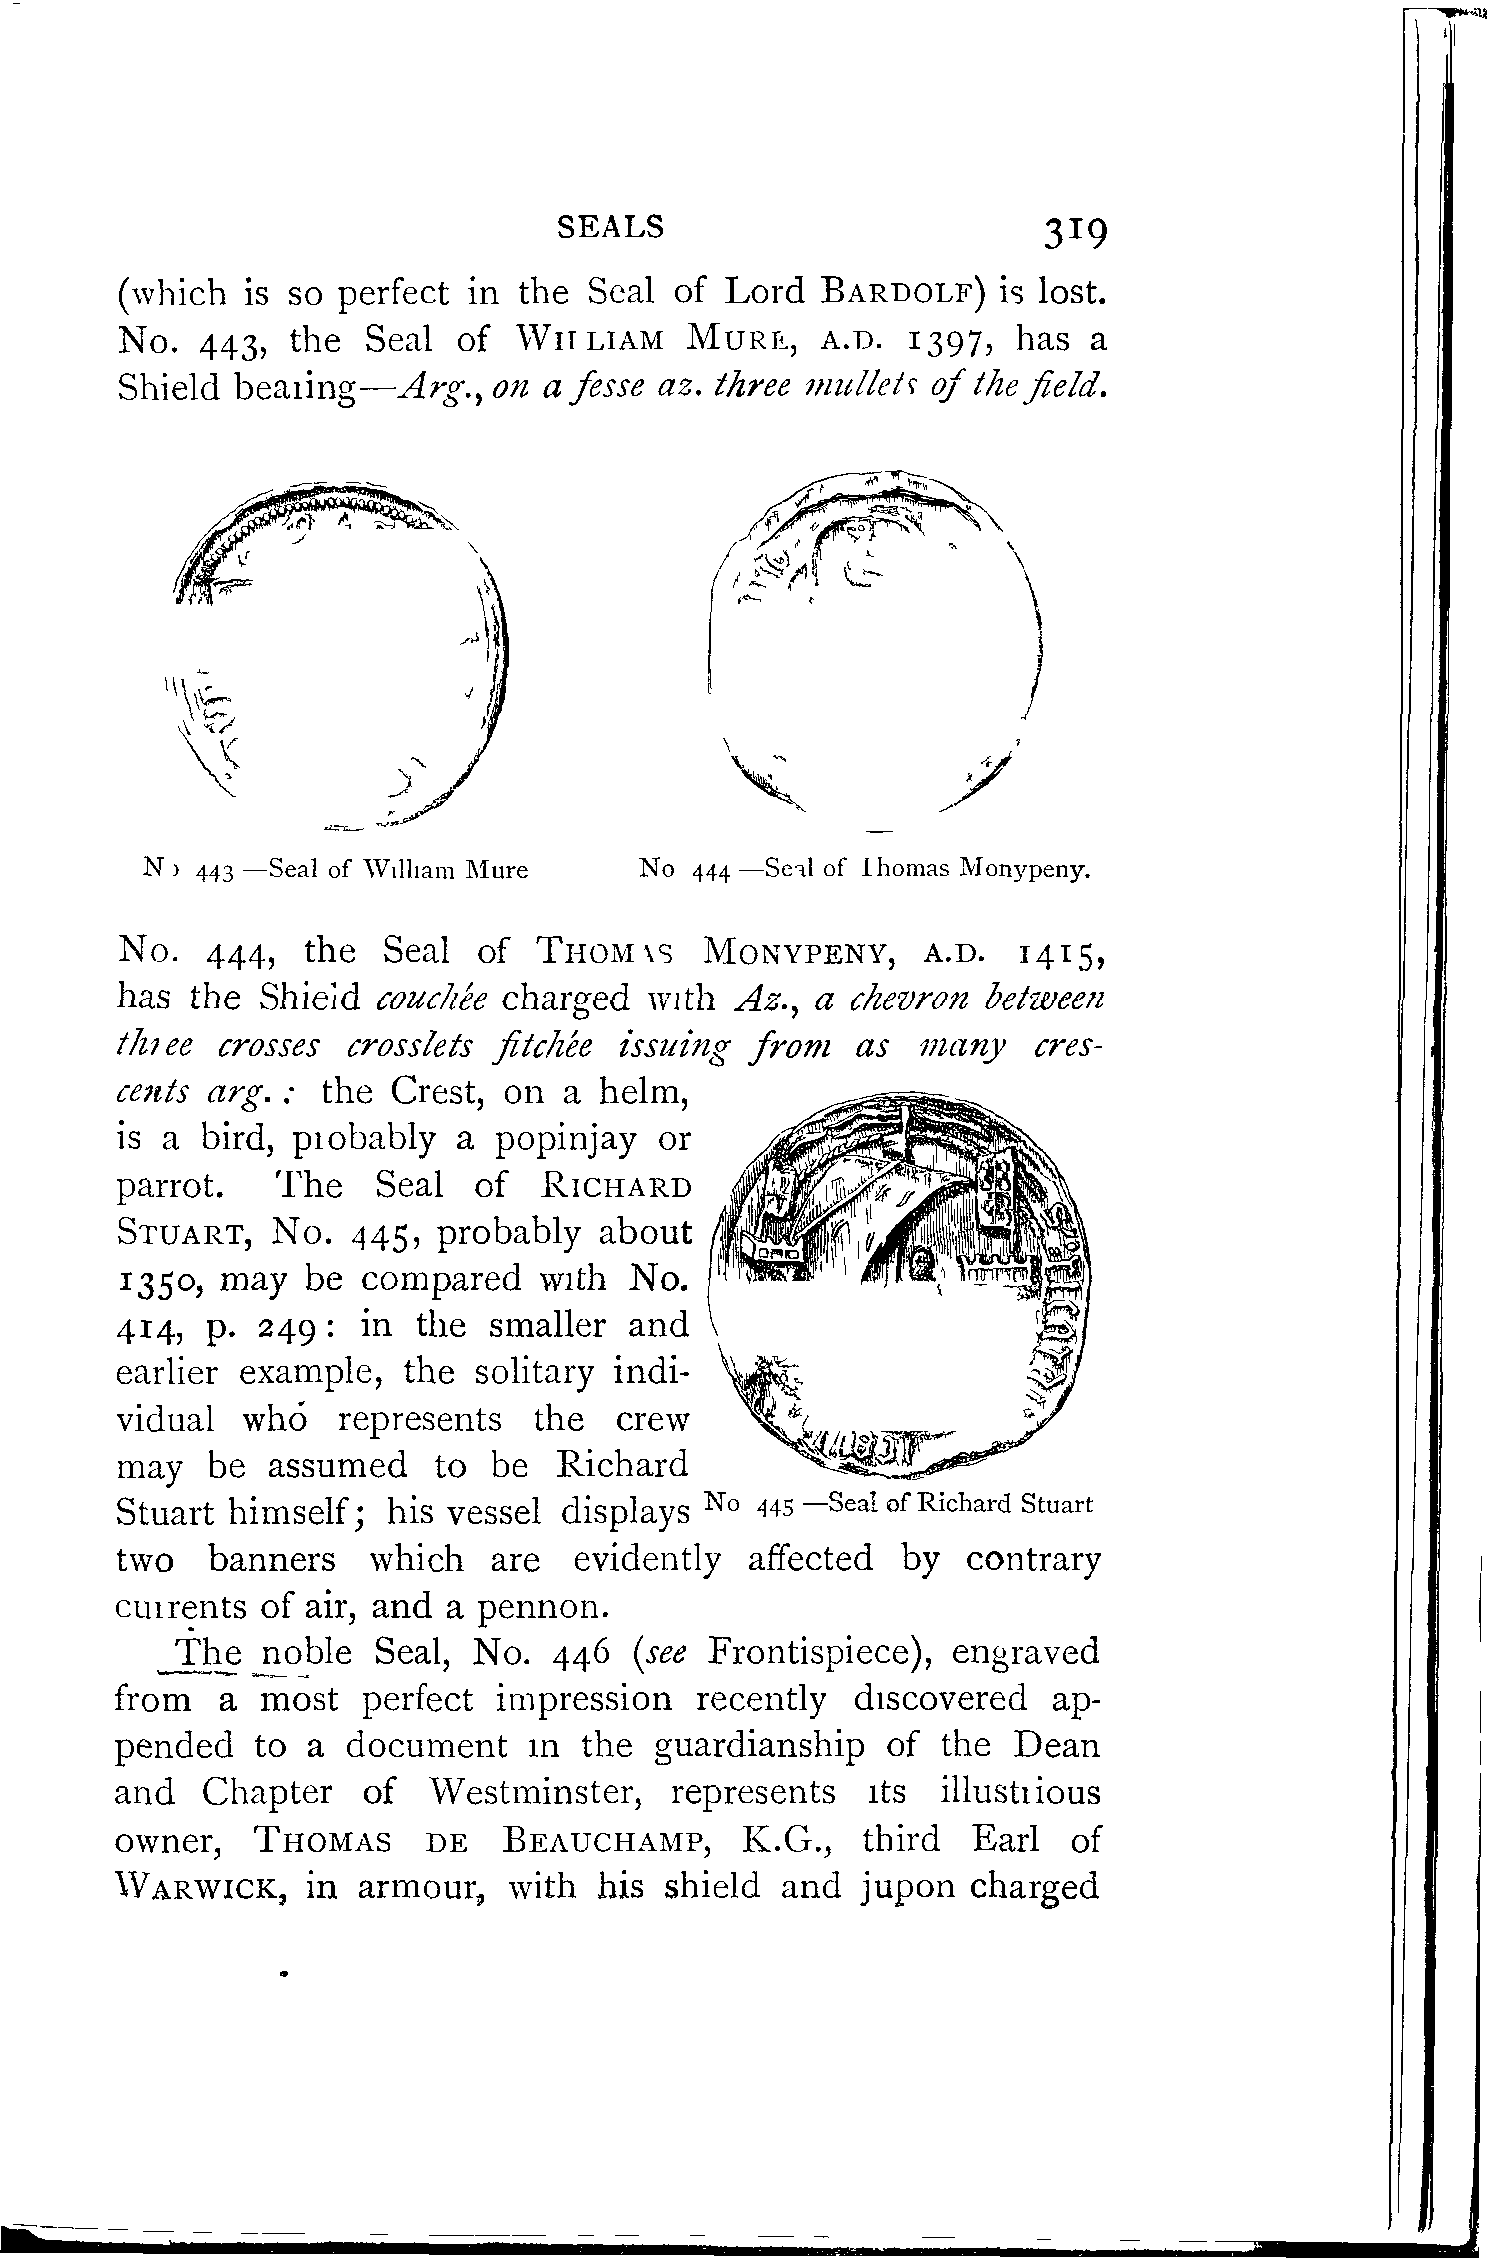 SEALS 319
(which is so perfect in the Seal of Lord BARDOLF) is lost.
No. 443, the Seal of WILLIAM MURE, A.D. 1397, has a
Shield bearing—Arg., on a fesse az. three mullets of the field.
No 443 —Seal of William Mure
No 444 —Seal of Thomas Monypeny.
No. 444, the Seal of THOMAS MONYPENY, A.D. 1415,
has the Shield couchée charged with Az., a chevron between
three crosses crosslets fitchée issuing from as many cres-
cents arg. : the Crest, on a helm,
is a bird, probably a popinjay or
parrot. The Seal of RICHARD
STUART, No. 445, probably about
1350, may be compared with No.
414, p. 249 : in the smaller and
earlier example, the solitary indi-
vidual who represents the crew
may be assumed to be Richard
Stuart himself; his vessel displays
No 445 —Seal of Richard Stuart
two banners which are evidently affected by contrary
currents of air, and a pennon.
The noble Seal, No. 446 (see Frontispiece), engraved
from a most perfect impression recently discovered ap-
pended to a document in the guardianship of the Dean
and Chapter of Westminster, represents its illustrious
owner, THOMAS DE BEAUCHAMP, K.G., third Earl of
WARWICK, in armour, with his shield and jupon charged